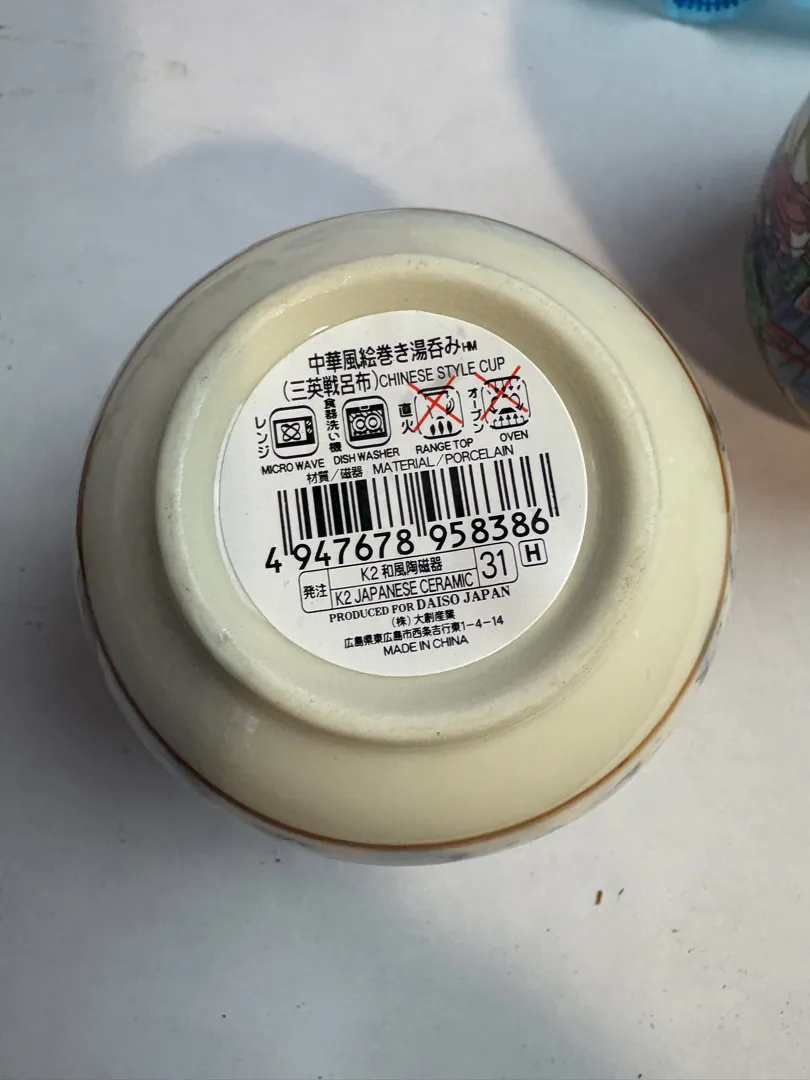 中華風絵巻き湯呑みHM
(三英戦呂布)CHINESE STYLE CUP
レンジ 食器洗い機 直火 オーブン
MICRO WAVE DISH WASHER RANGE TOP OVEN
材質/磁器 MATERIAL/PORCELAIN
4 947678 958386
発注 K2 和風陶磁器 31 H
K2 JAPANESE CERAMIC
PRODUCED FOR DAISO JAPAN
(株)大創産業
広島県東広島市西条吉行東1-4-14
MADE IN CHINA